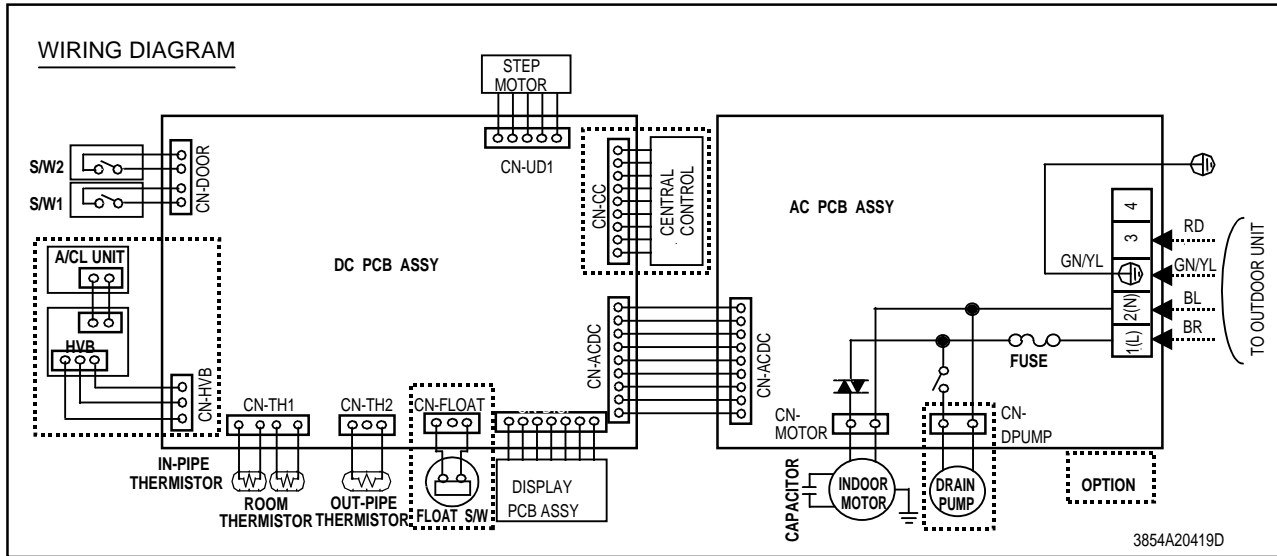 WIRING DIAGRAM
STEP
MOTOR
CN-UD1
S/W2
S/W1
CN-DOOR
CN-CC
CENTRAL
CONTROL
DC PCB ASSY
AC PCB ASSY
A/CL UNIT
HVB
CN-HVB
4
3
2(N)
1(L)
GN/YL
RD
GN/YL
BL
BR
TO OUTDOOR UNIT
FUSE
CN-ACDC
CN-ACDC
CN-TH1
CN-TH2
CN-FLOAT
CN-
MOTOR
CN-
DPUMP
IN-PIPE
THERMISTOR
ROOM
THERMISTOR
OUT-PIPE
THERMISTOR
FLOAT S/W
DISPLAY
PCB ASSY
CAPACITOR
INDOOR
MOTOR
DRAIN
PUMP
OPTION
3854A20419D